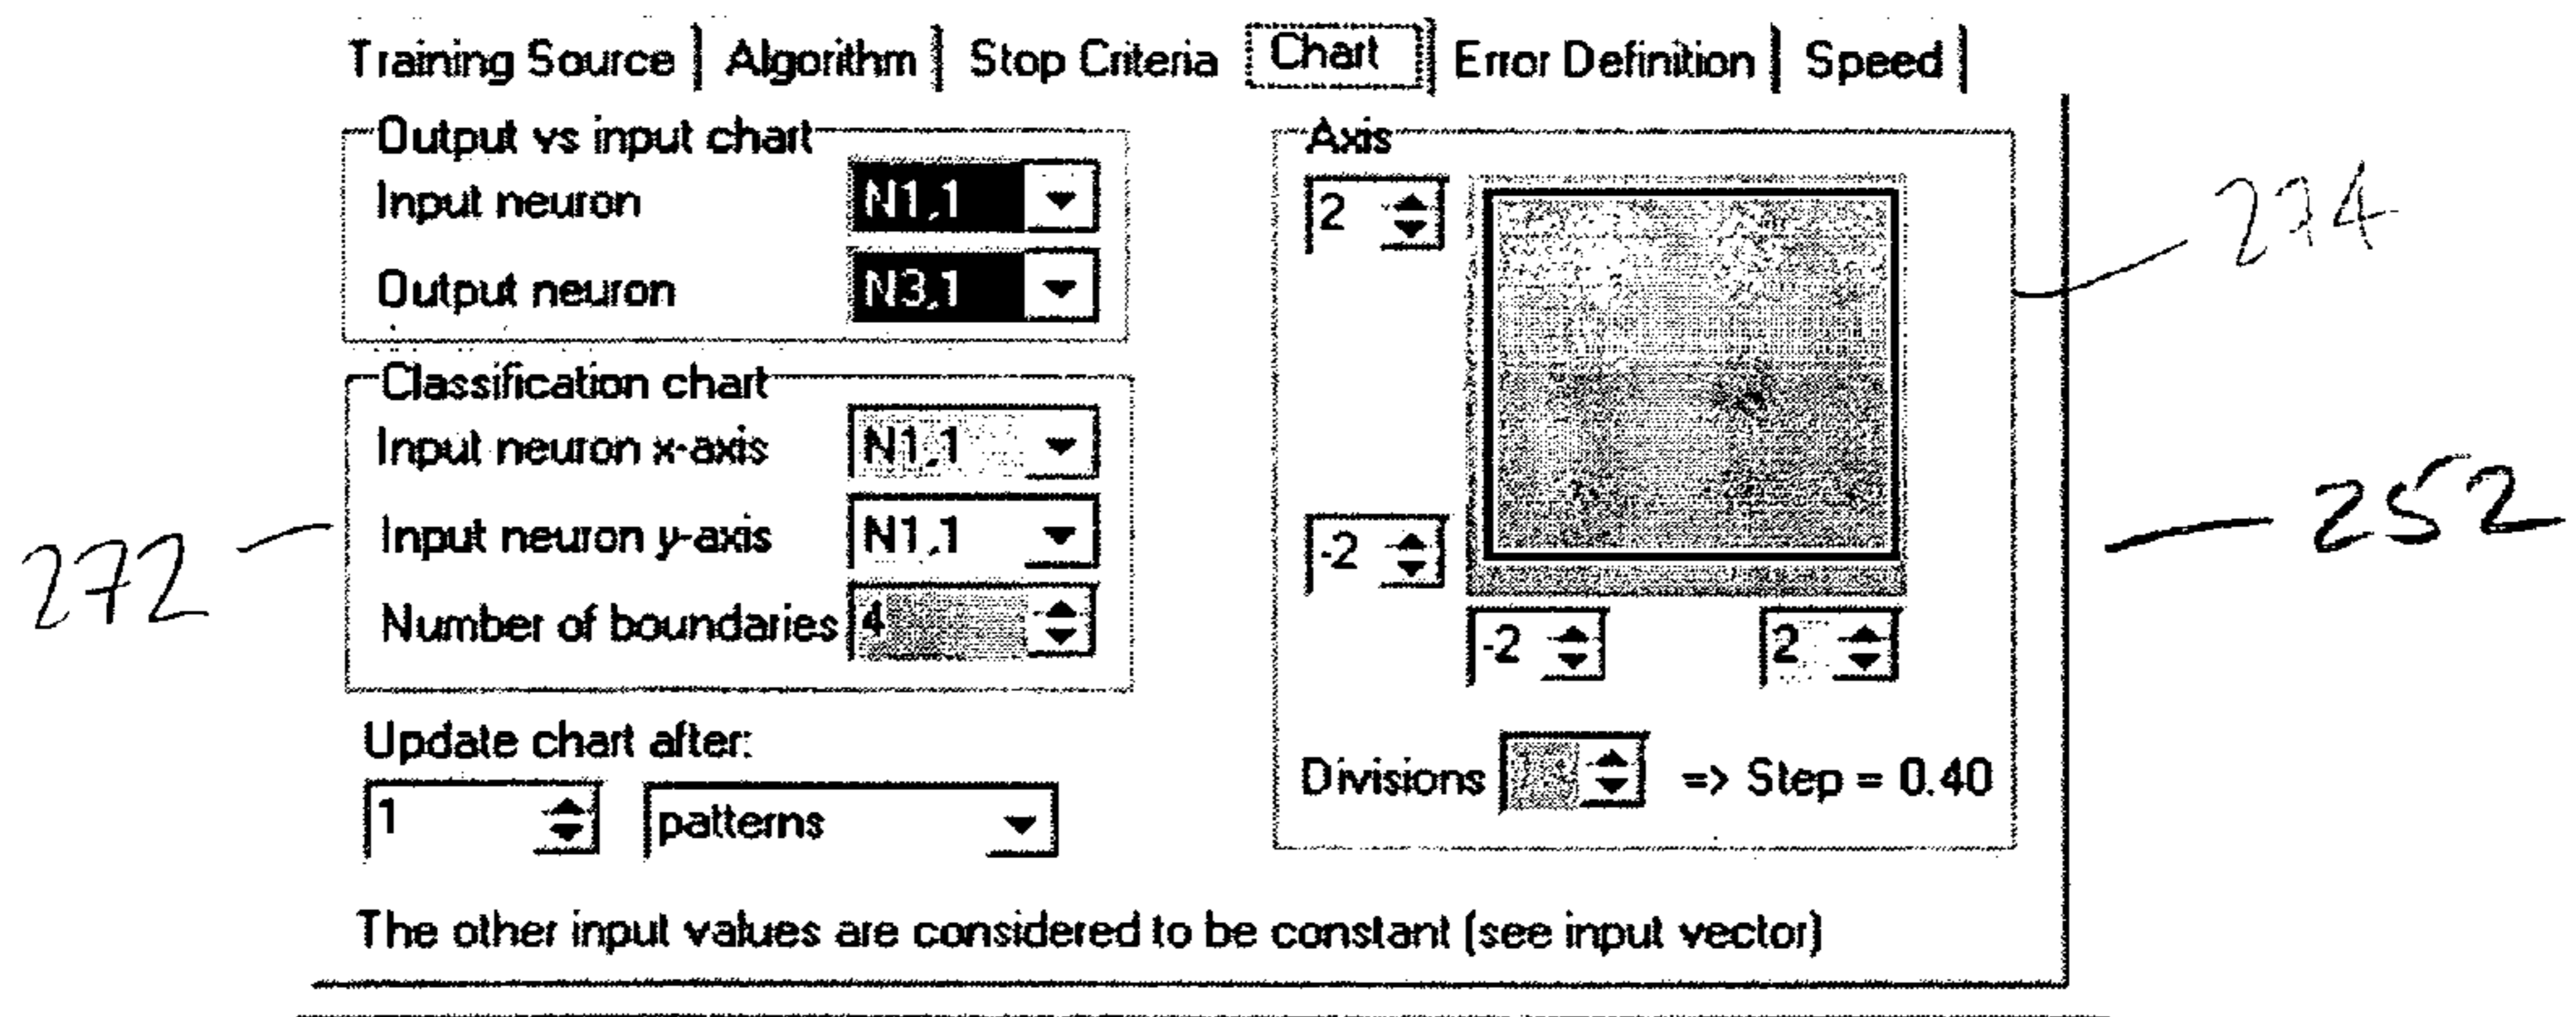 Training Source Algorithm Stop Criteria Chart Error Definition Speed
Output vs input chart
Input neuron N1,1
Output neuron N3,1
Classification chart
Input neuron x-axis N1,1
Input neuron y-axis N1,1
Number of boundaries 4
Update chart after:
1 patterns
Axis
2
-2
-2 2
Divisions => Step = 0.40
The other input values are considered to be constant (see input vector)
272
274
252